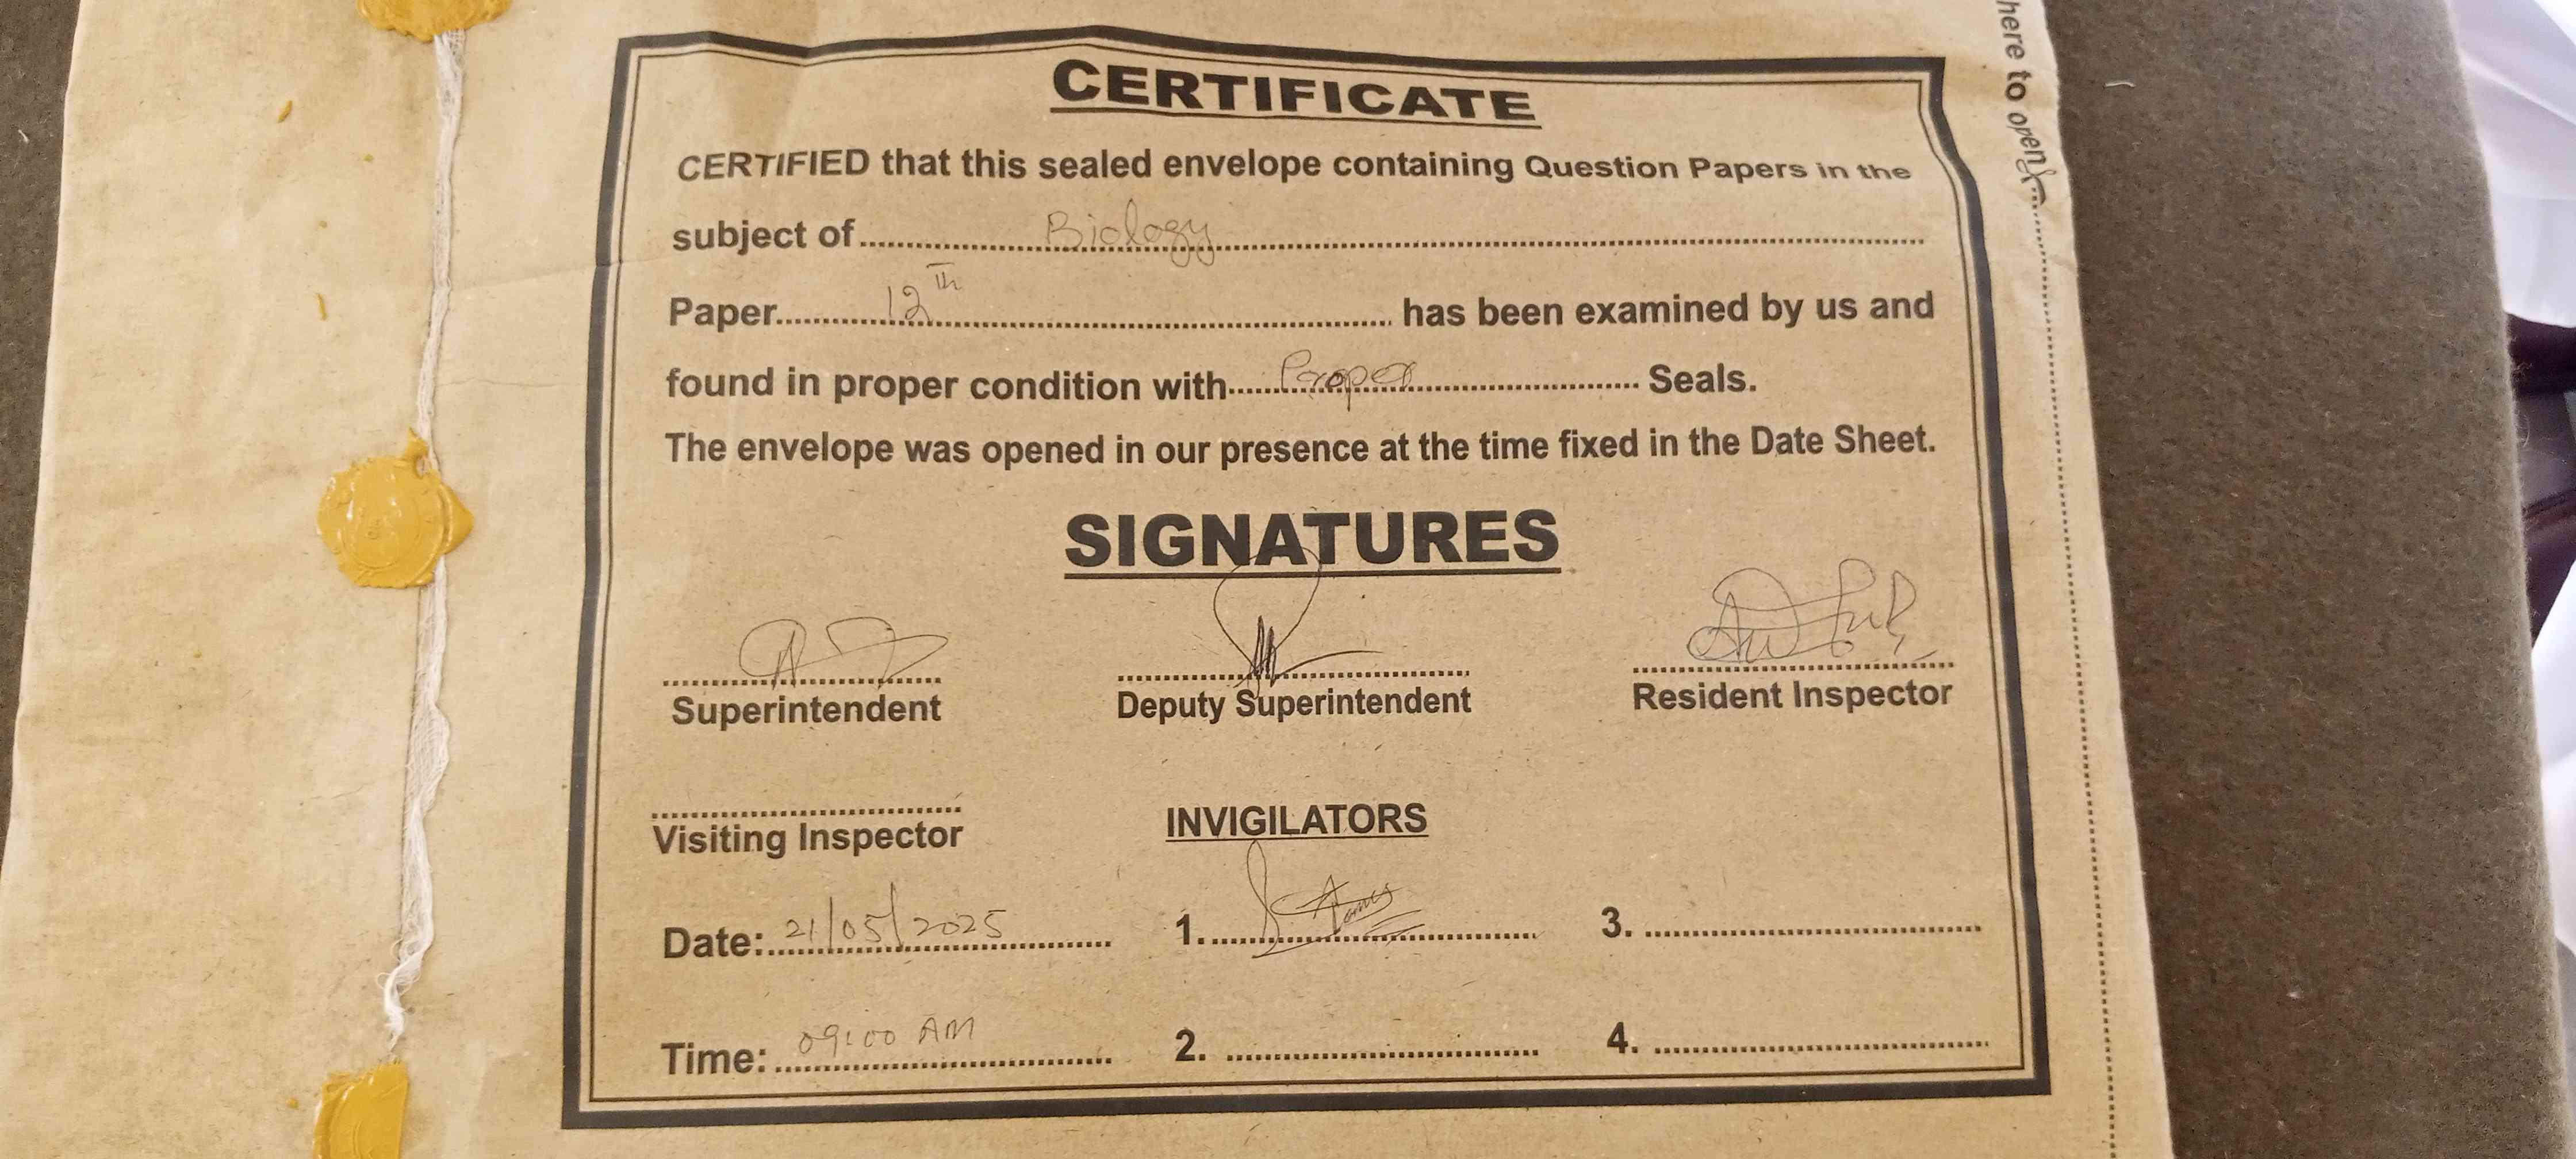 here to open
CERTIFICATE
CERTIFIED that this sealed envelope containing Question Papers in the
subject of Biology
Paper 12th has been examined by us and
found in proper condition with Proper Seals.
The envelope was opened in our presence at the time fixed in the Date Sheet.
SIGNATURES
Superintendent Deputy Superintendent Resident Inspector
Visiting Inspector INVIGILATORS
Date: 21/05/2025 1. 3.
Time: 09:00 AM 2. 4.